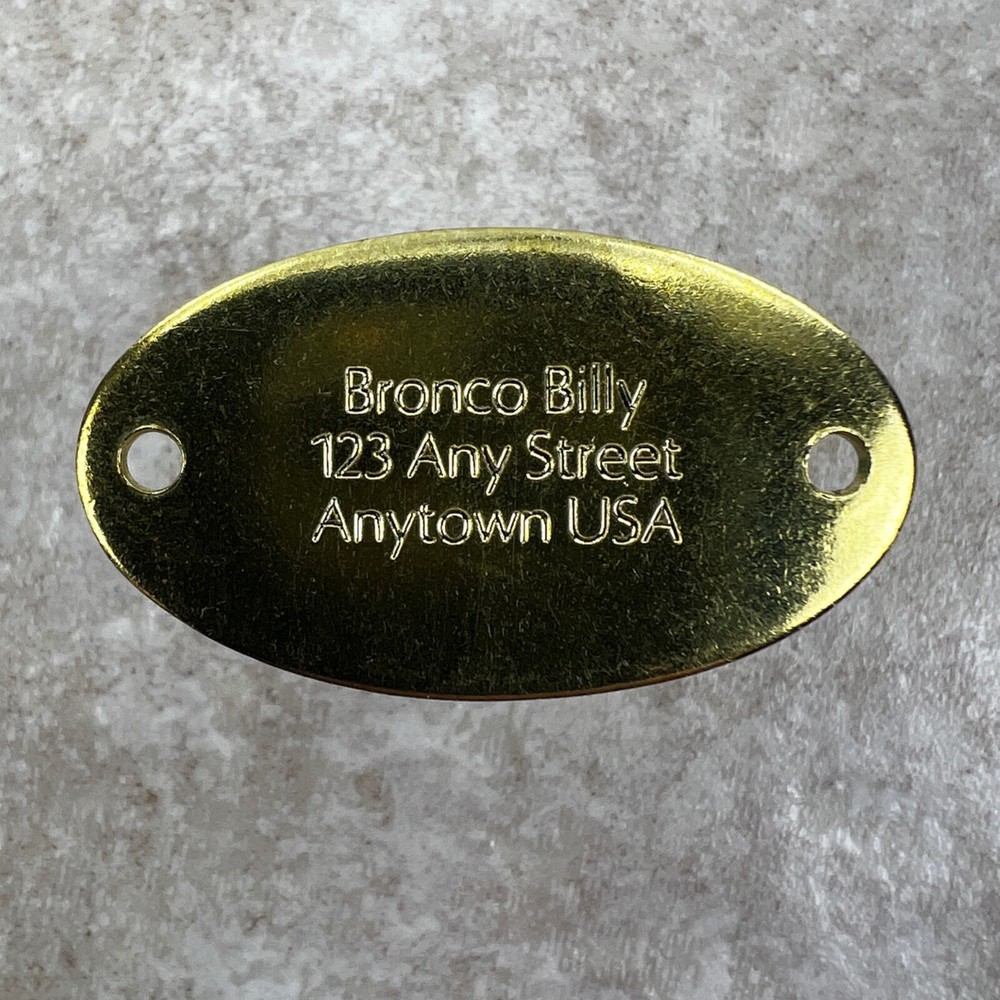 Bronco Billy
123 Any Street
Anytown USA